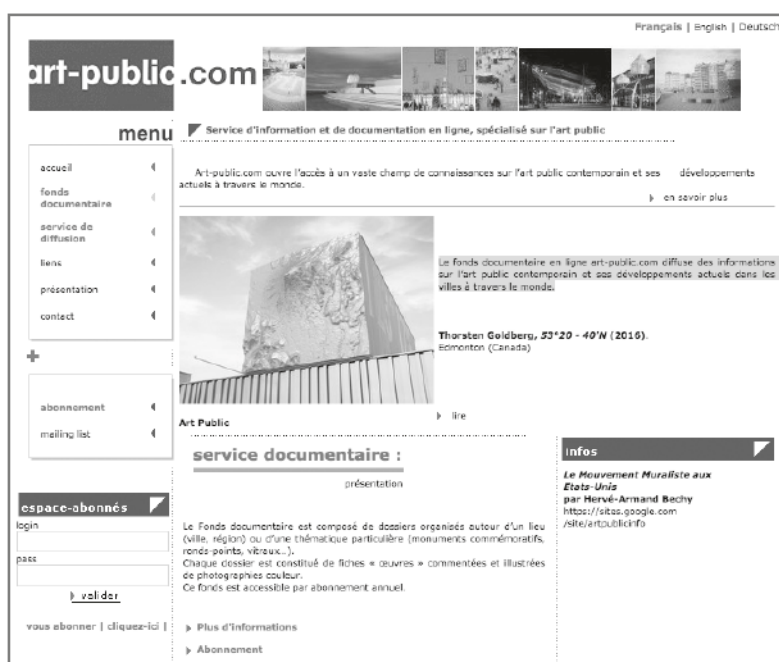 Français | English | Deutsch
art-public.com
menu
Service d'information et de documentation en ligne, spécialisé sur l'art public
accueil
fonds
documentaire
service de
diffusion
liens
présentation
contact
Art-public.com ouvre l'accès à un vaste champ de connaissances sur l'art public contemporain et ses développements
actuels à travers le monde.
en savoir plus
Le fonds documentaire en ligne art-public.com diffuse des informations
sur l'art public contemporain et ses développements actuels dans les
villes à travers le monde.
Thorsten Goldberg, 53°20 - 40'N (2016).
Edmonton (Canada)
lire
Art Public
+
abonnement
mailing list
espace-abonnés
login
pass
valider
vous abonner | cliquez-ici |
service documentaire :
présentation
Le Fonds documentaire est composé de dossiers organisés autour d'un lieu
(ville, région) ou d'une thématique particulière (monuments commémoratifs,
ronds-points, vitraux...).
Chaque dossier est constitué de fiches « œuvres » commentées et illustrées
de photographies couleur.
Ce fonds est accessible par abonnement annuel.
Plus d'informations
Abonnement
infos
Le Mouvement Muraliste aux
Etats-Unis
par Hervé-Armand Bechy
https://sites.google.com
/site/artpublicinfo